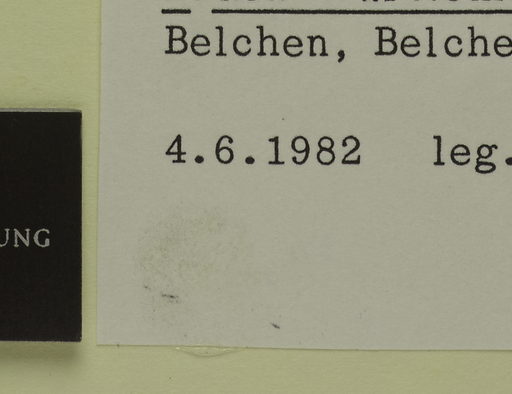 Belchen, Belche
4.6.1982 leg.
UNG